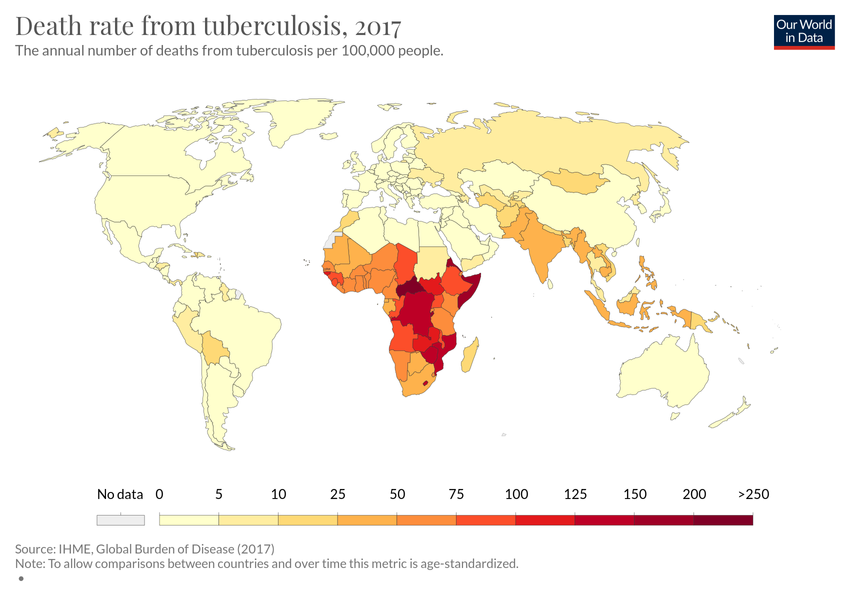 Death rate from tuberculosis, 2017
Our World
in Data
The annual number of deaths from tuberculosis per 100,000 people.
No data 0 5 10 25 50 75 100 125 150 200 >250
Source: IHME, Global Burden of Disease (2017)
Note: To allow comparisons between countries and over time this metric is age-standardized.